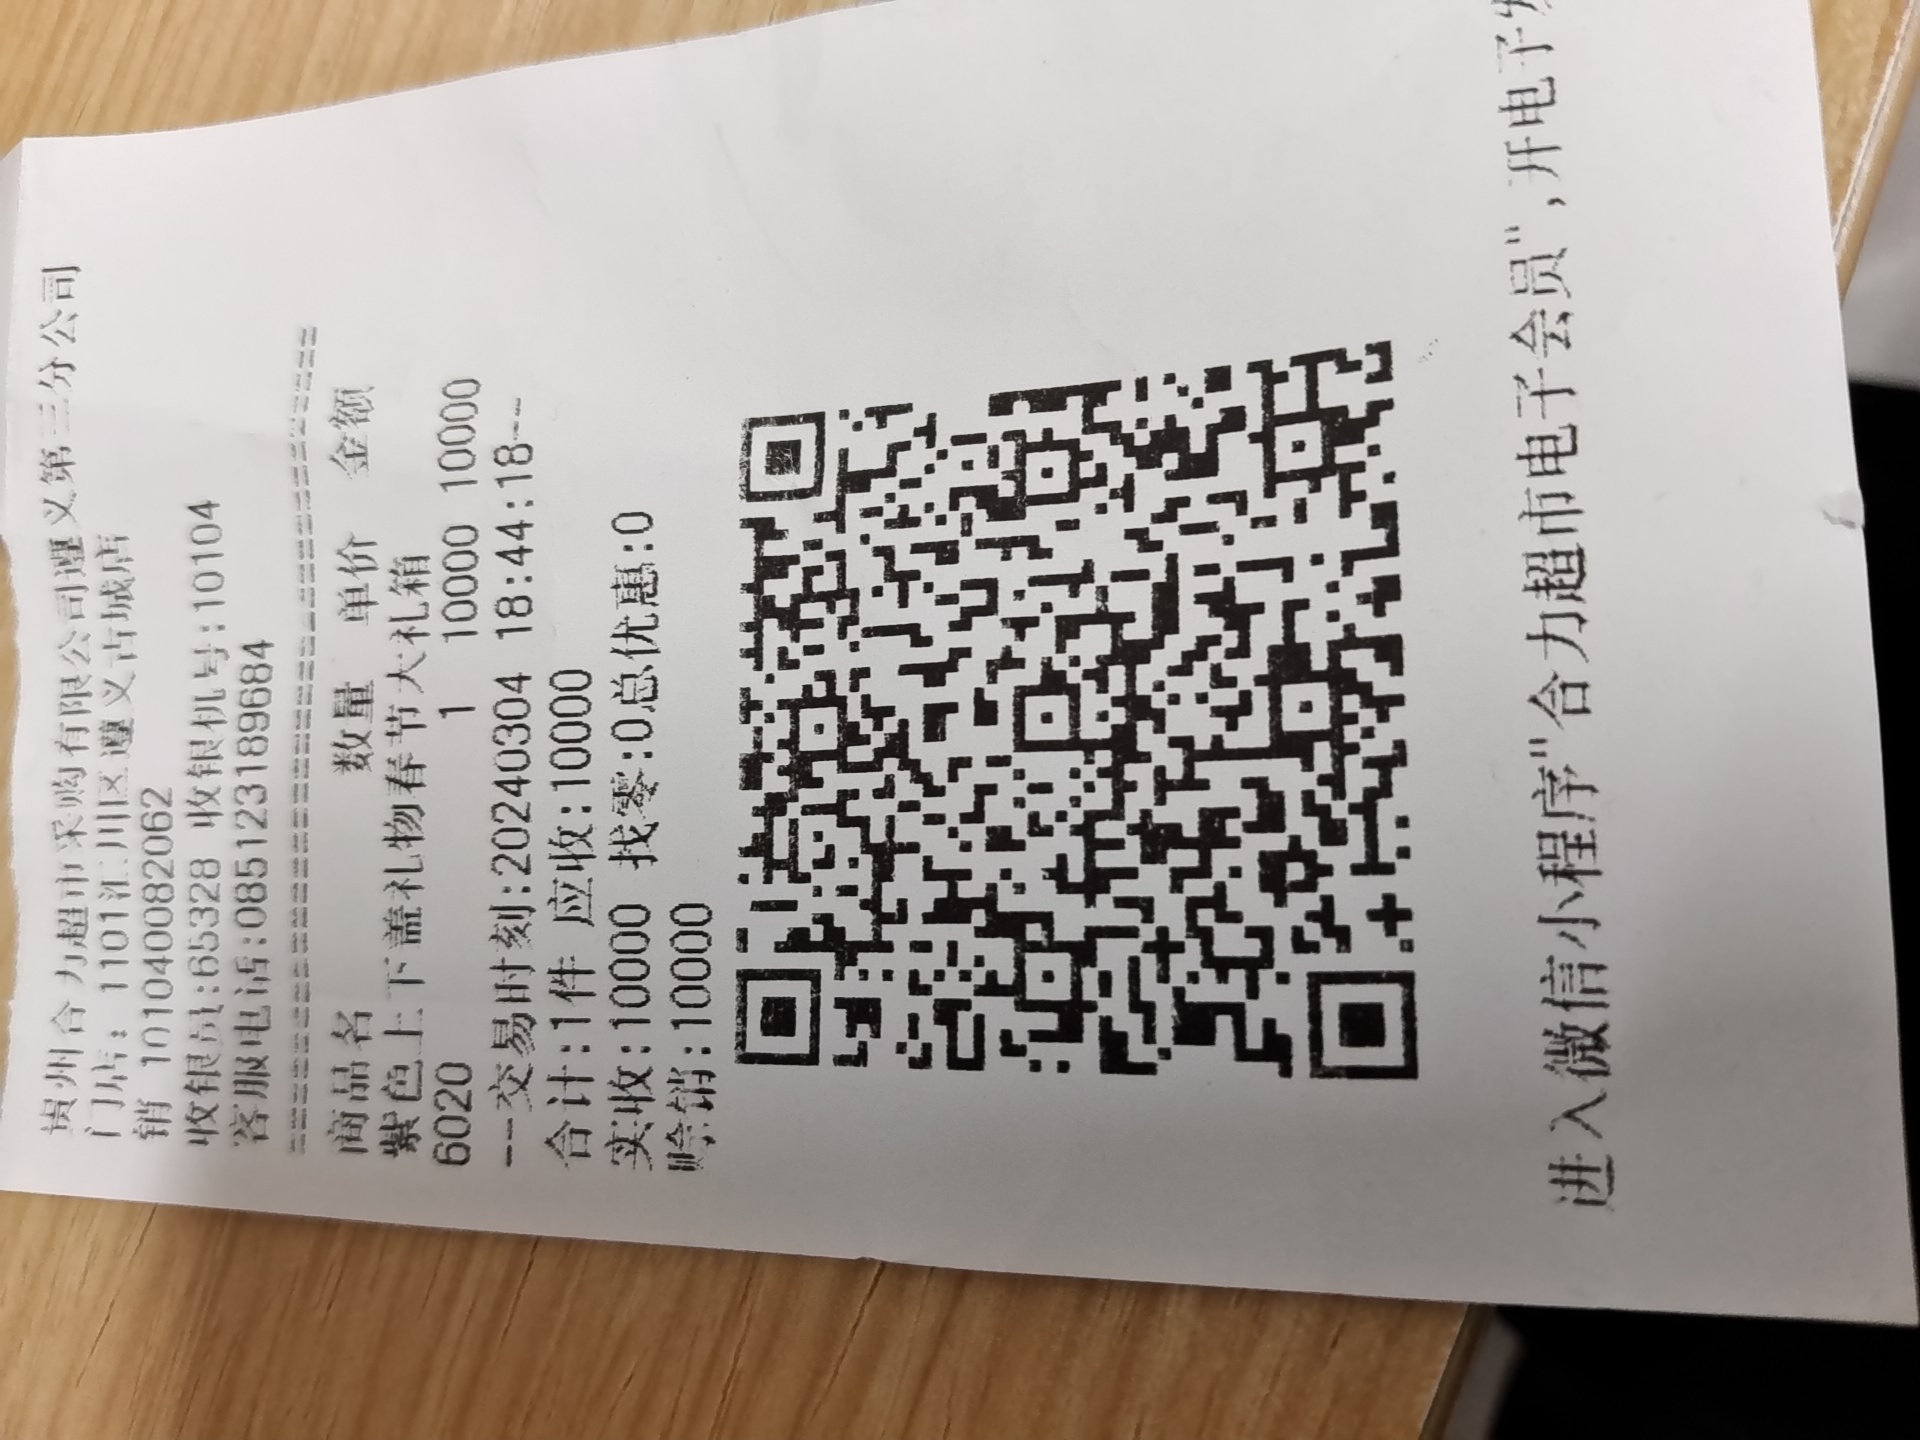 贵州合力超市采购有限公司遵义第三分公司
门店: 1101汇川区遵义古城店
销 101040082062
收银员:65328 收银机号:10104
客服电话:085123189684
商品名 数量 单价 金额
紫色上下盖礼物春节大礼箱
6020 1 10000 10000
--交易时刻:20240304 18:44:18--
合计:1件 应收:10000
实收:10000 找零:0总优惠:0
赊销:10000
进入微信小程序"合力超市电子会员",开电子